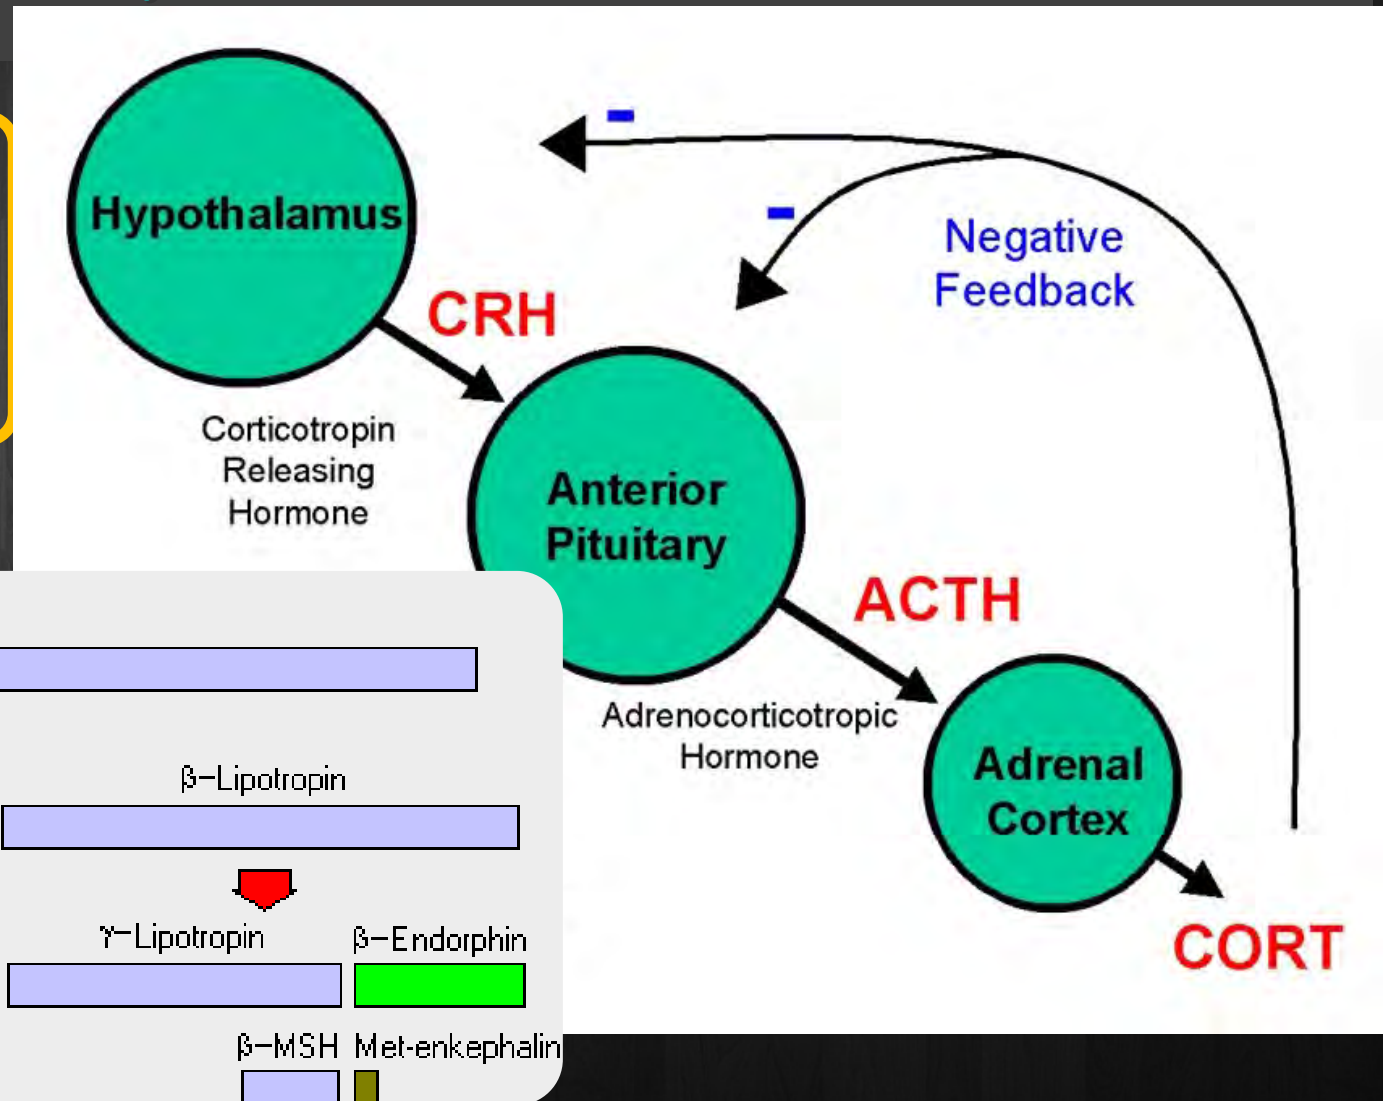 Hypothalamus
-
-
Negative
Feedback
CRH
Corticotropin
Releasing
Hormone
Anterior
Pituitary
ACTH
Adrenocorticotropic
Hormone
Adrenal
Cortex
CORT
β-Lipotropin
γ-Lipotropin β-Endorphin
β-MSH Met-enkephalin